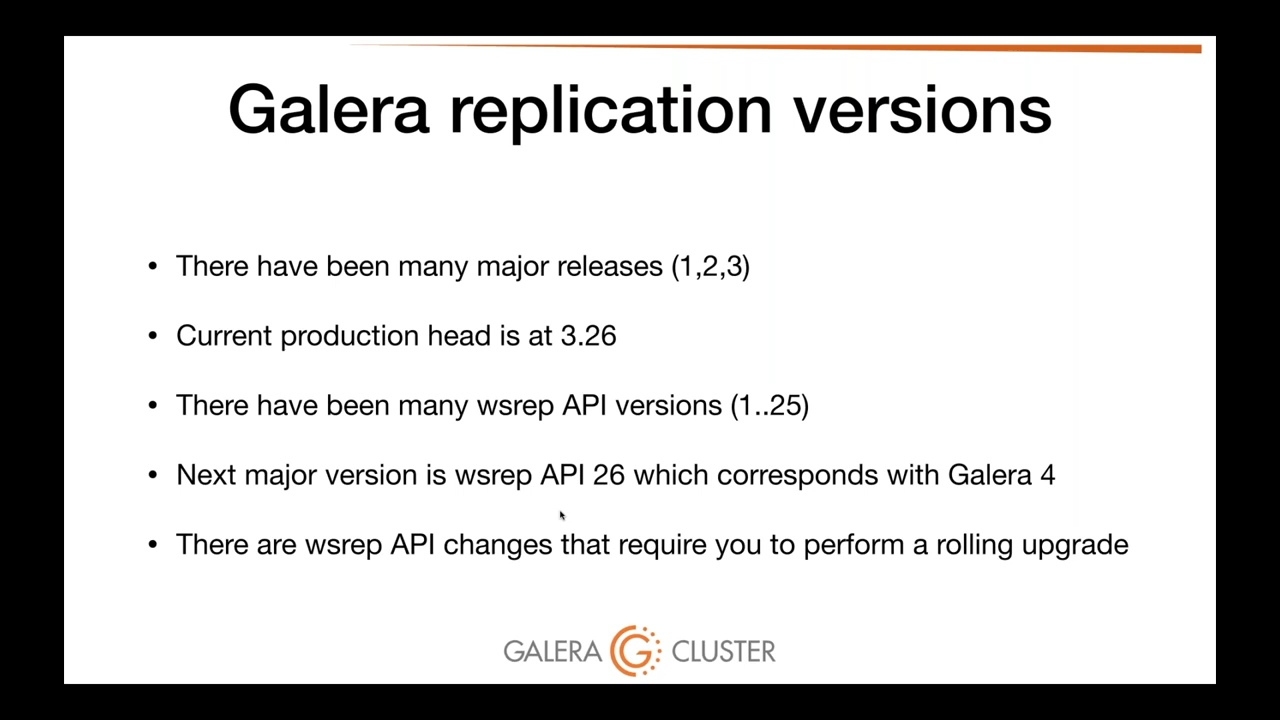 Galera replication versions
• There have been many major releases (1,2,3)
• Current production head is at 3.26
• There have been many wsrep API versions (1..25)
• Next major version is wsrep API 26 which corresponds with Galera 4
• There are wsrep API changes that require you to perform a rolling upgrade
GALERA CLUSTER